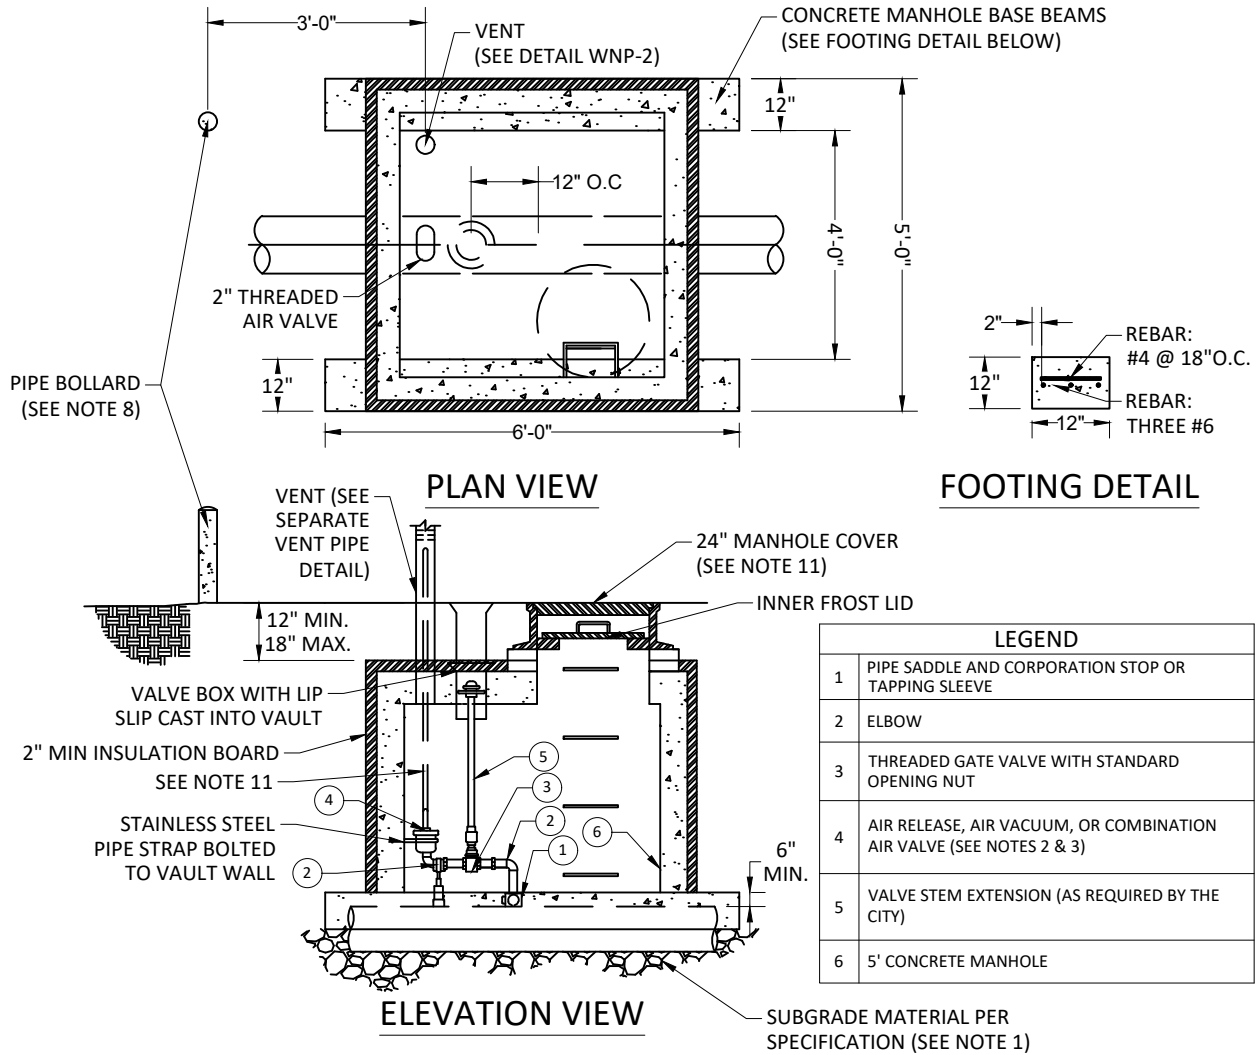 3'-0"
VENT
(SEE DETAIL WNP-2)
CONCRETE MANHOLE BASE BEAMS
(SEE FOOTING DETAIL BELOW)
12"
12" O.C
4'-0"
5'-0"
2" THREADED
AIR VALVE
PIPE BOLLARD
(SEE NOTE 8)
12"
6'-0"
PLAN VIEW
2"
REBAR:
#4 @ 18"O.C.
12"
REBAR:
THREE #6
12"
FOOTING DETAIL
VENT (SEE
SEPARATE
VENT PIPE
DETAIL)
24" MANHOLE COVER
(SEE NOTE 11)
INNER FROST LID
12" MIN.
18" MAX.
VALVE BOX WITH LIP
SLIP CAST INTO VAULT
2" MIN INSULATION BOARD
SEE NOTE 11
STAINLESS STEEL
PIPE STRAP BOLTED
TO VAULT WALL
4
2
5
3
2
1
6
6"
MIN.
ELEVATION VIEW
SUBGRADE MATERIAL PER
SPECIFICATION (SEE NOTE 1)
LEGEND
1 PIPE SADDLE AND CORPORATION STOP OR
TAPPING SLEEVE
2 ELBOW
3 THREADED GATE VALVE WITH STANDARD
OPENING NUT
4 AIR RELEASE, AIR VACUUM, OR COMBINATION
AIR VALVE (SEE NOTES 2 & 3)
5 VALVE STEM EXTENSION (AS REQUIRED BY THE
CITY)
6 5' CONCRETE MANHOLE